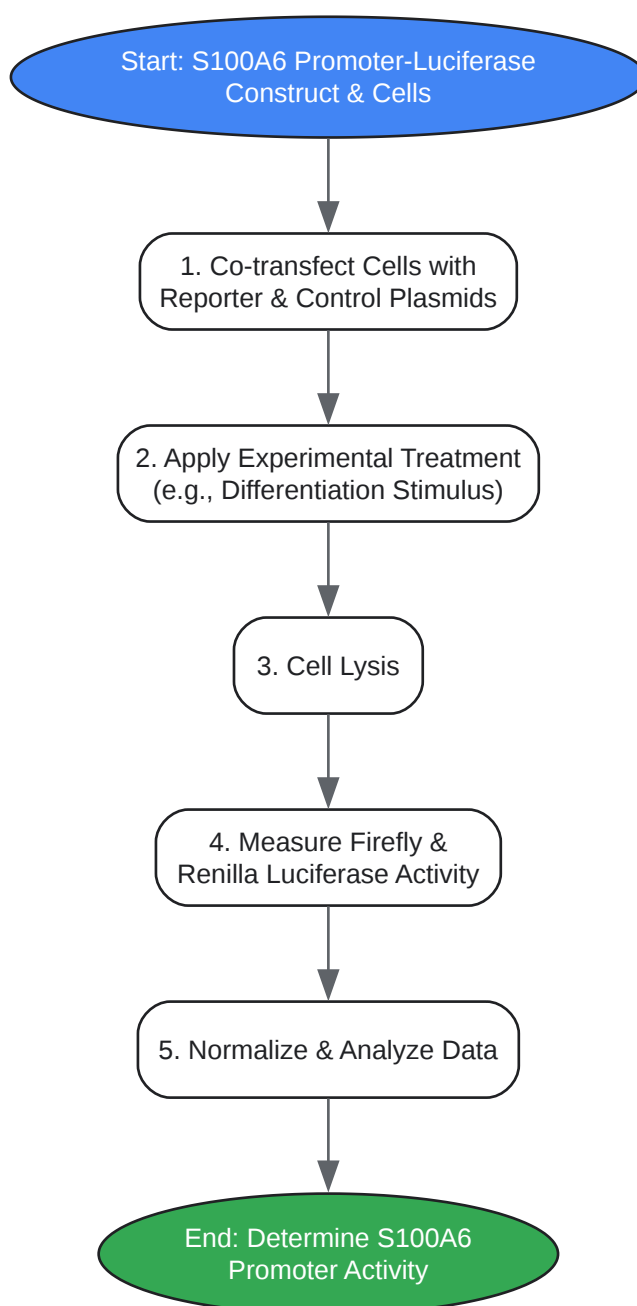 Start: S100A6 Promoter-Luciferase
Construct & Cells
1. Co-transfect Cells with
Reporter & Control Plasmids
2. Apply Experimental Treatment
(e.g., Differentiation Stimulus)
3. Cell Lysis
4. Measure Firefly &
Renilla Luciferase Activity
5. Normalize & Analyze Data
End: Determine S100A6
Promoter Activity